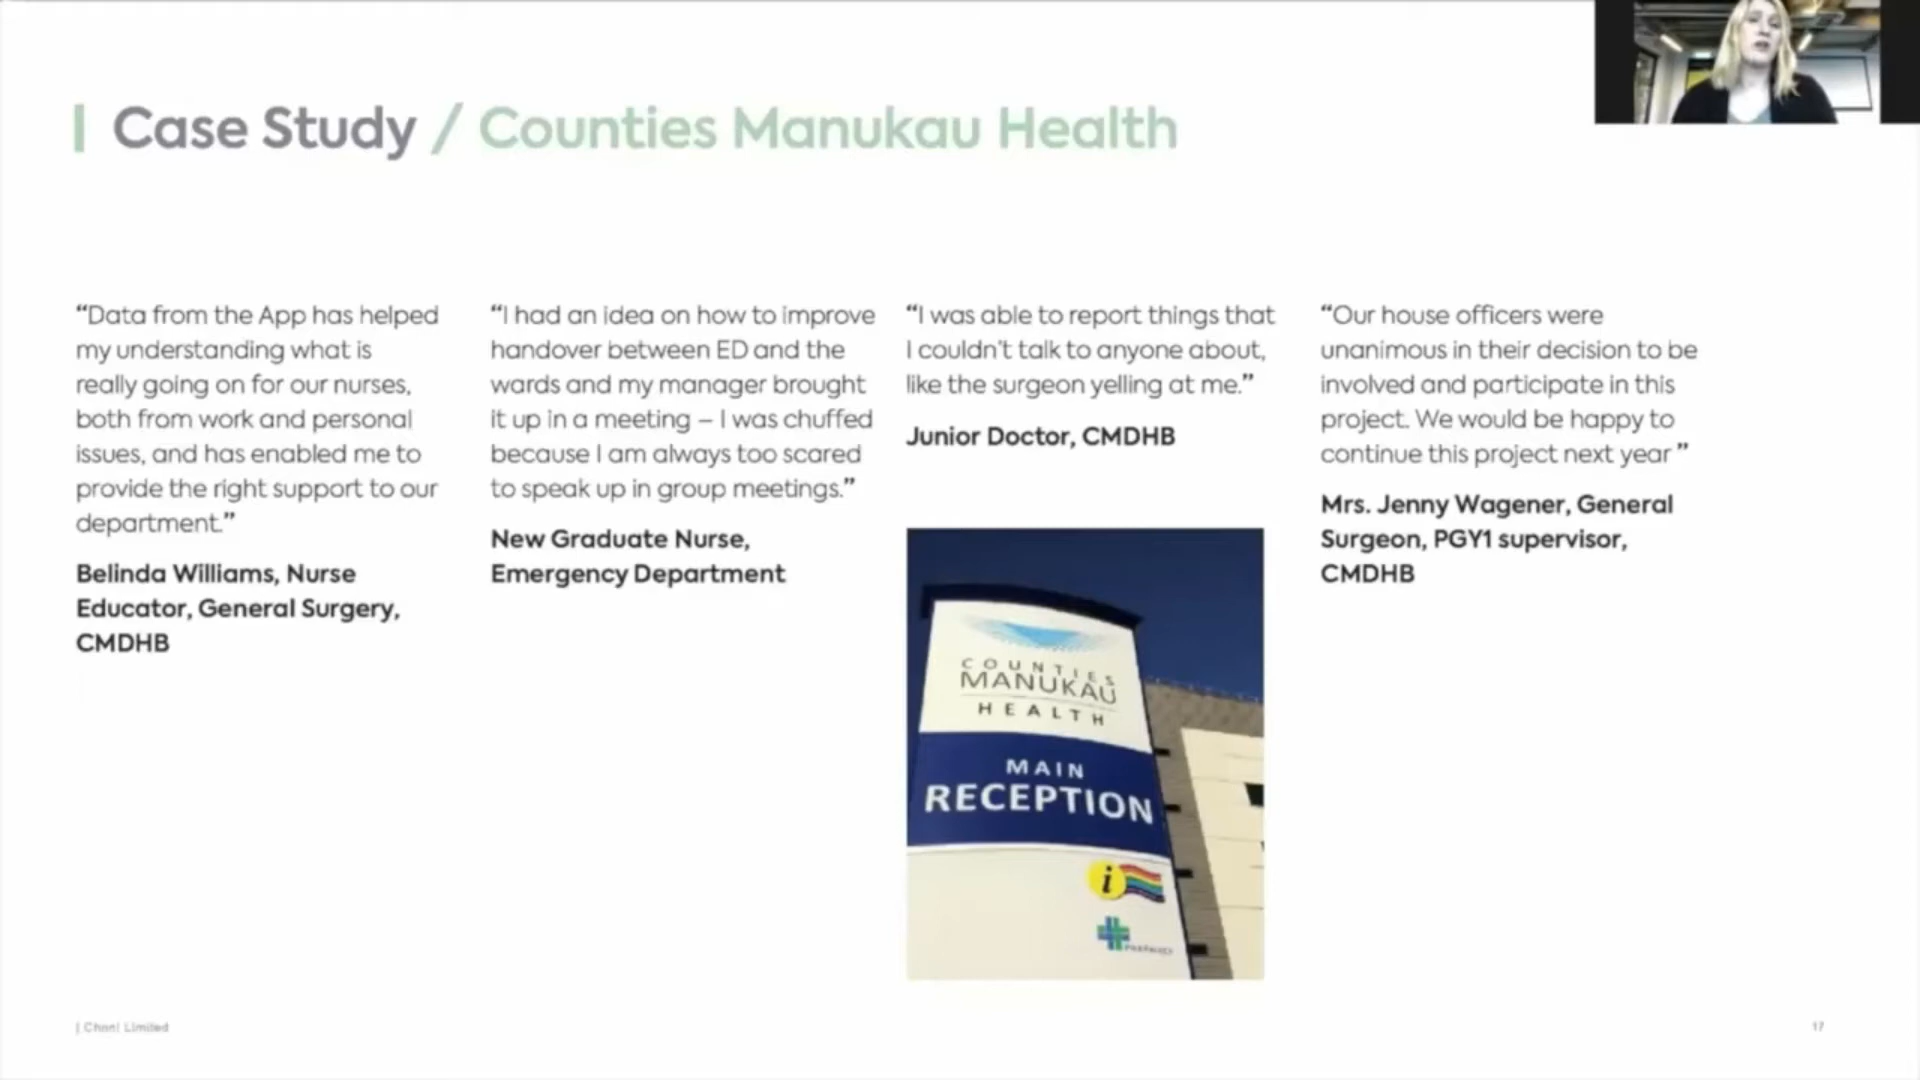 Case Study / Counties Manukau Health
“Data from the App has helped
my understanding what is
really going on for our nurses,
both from work and personal
issues, and has enabled me to
provide the right support to our
department.”
Belinda Williams, Nurse
Educator, General Surgery,
CMDHB
“I had an idea on how to improve
handover between ED and the
wards and my manager brought
it up in a meeting – I was chuffed
because I am always too scared
to speak up in group meetings.”
New Graduate Nurse,
Emergency Department
“I was able to report things that
I couldn’t talk to anyone about,
like the surgeon yelling at me.”
Junior Doctor, CMDHB
COUNTIES
MANUKAU
HEALTH
MAIN
RECEPTION
i
PHARMACY
“Our house officers were
unanimous in their decision to be
involved and participate in this
project. We would be happy to
continue this project next year ”
Mrs. Jenny Wagener, General
Surgeon, PGY1 supervisor,
CMDHB
| Limited
17